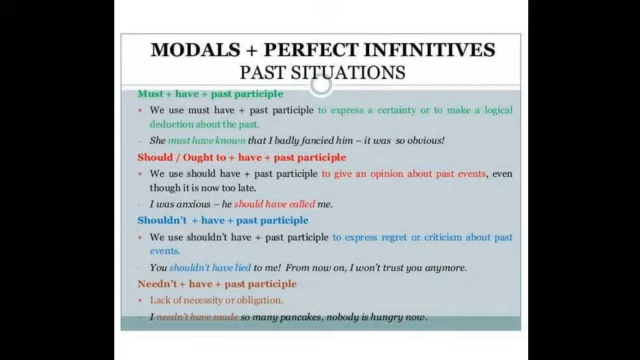 MODALS + PERFECT INFINITIVES
PAST SITUATIONS
Must + have + past participle
We use must have + past participle to express a certainty or to make a logical
deduction about the past.
- She must have known that I badly fancied him – it was so obvious!
Should / Ought to + have + past participle
We use should have + past participle to give an opinion about past events, even
though it is now too late.
- I was anxious – he should have called me.
Shouldn't + have + past participle
We use shouldn't have + past participle to express regret or criticism about past
events.
- You shouldn't have lied to me! From now on, I won't trust you anymore.
Needn't + have + past participle
Lack of necessity or obligation.
- I needn't have made so many pancakes, nobody is hungry now.